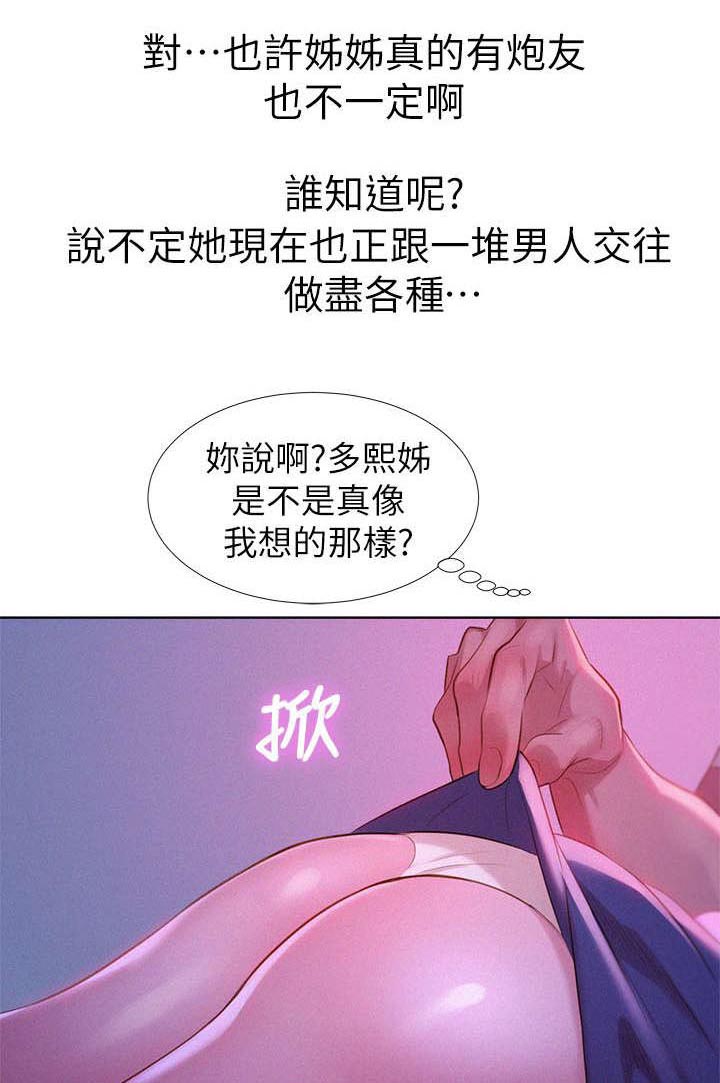 對⋯也許姊姊真的有炮友
也不一定啊
誰知道呢?
說不定她現在也正跟一堆男人交往
做盡各種⋯
妳說啊?多熙姊
是不是真像
我想的那樣?
掀